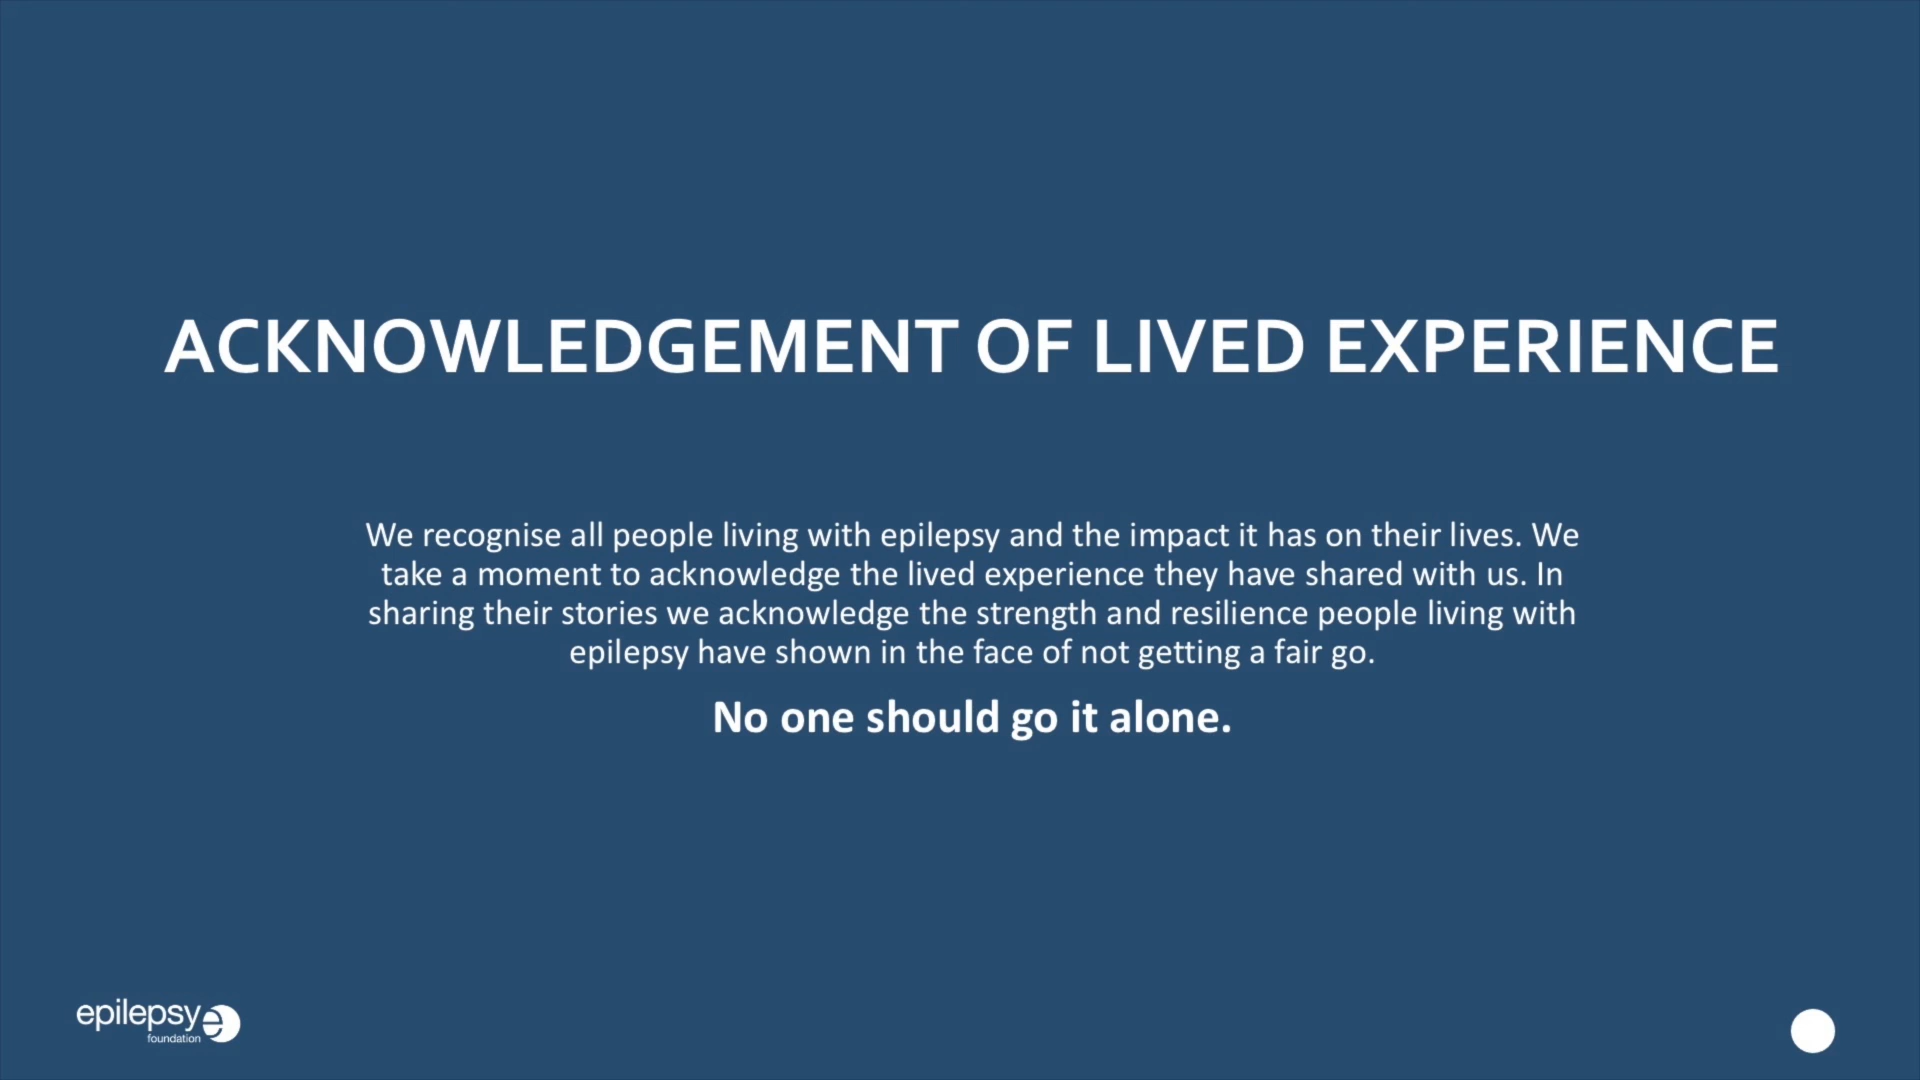 ACKNOWLEDGEMENT OF LIVED EXPERIENCE
We recognise all people living with epilepsy and the impact it has on their lives. We
take a moment to acknowledge the lived experience they have shared with us. In
sharing their stories we acknowledge the strength and resilience people living with
epilepsy have shown in the face of not getting a fair go.
No one should go it alone.
epilepsy e
foundation